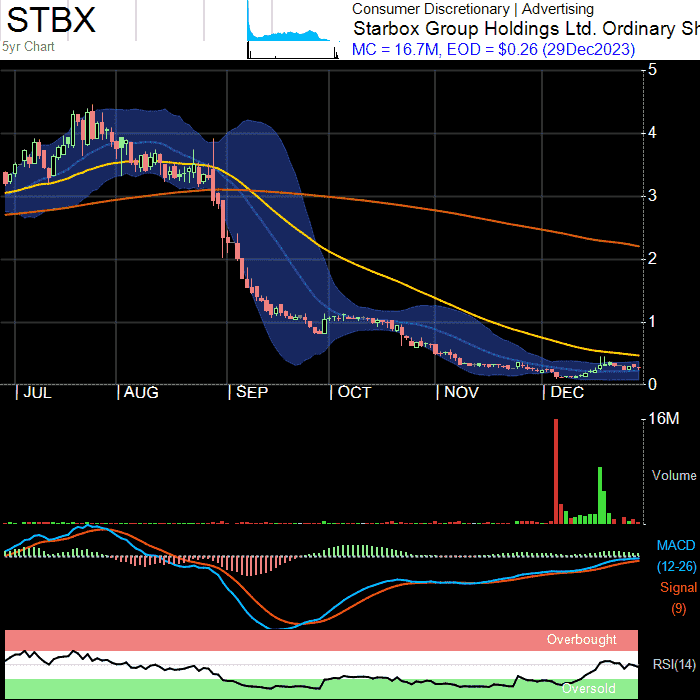 STBX
5yr Chart
Consumer Discretionary | Advertising
Starbox Group Holdings Ltd. Ordinary Sh
MC = 16.7M, EOD = $0.26 (29Dec2023)
5
4
3
2
1
0
| JUL | AUG | SEP | OCT | NOV | DEC
16M
Volume
MACD
(12-26)
Signal
(9)
Overbought
RSI(14)
Oversold